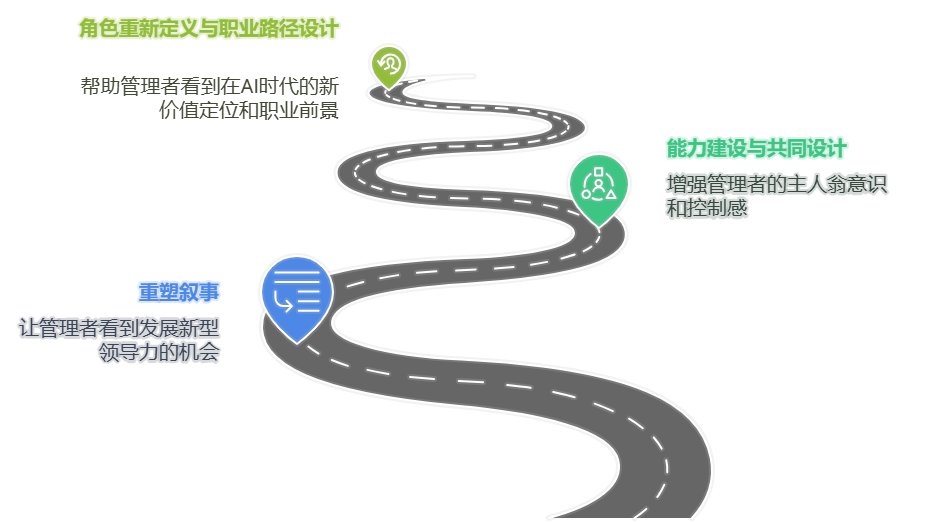 角色重新定义与职业路径设计
帮助管理者看到在AI时代的新
价值定位和职业前景
能力建设与共同设计
增强管理者的主人翁意识
和控制感
重塑叙事
让管理者看到发展新型
领导力的机会